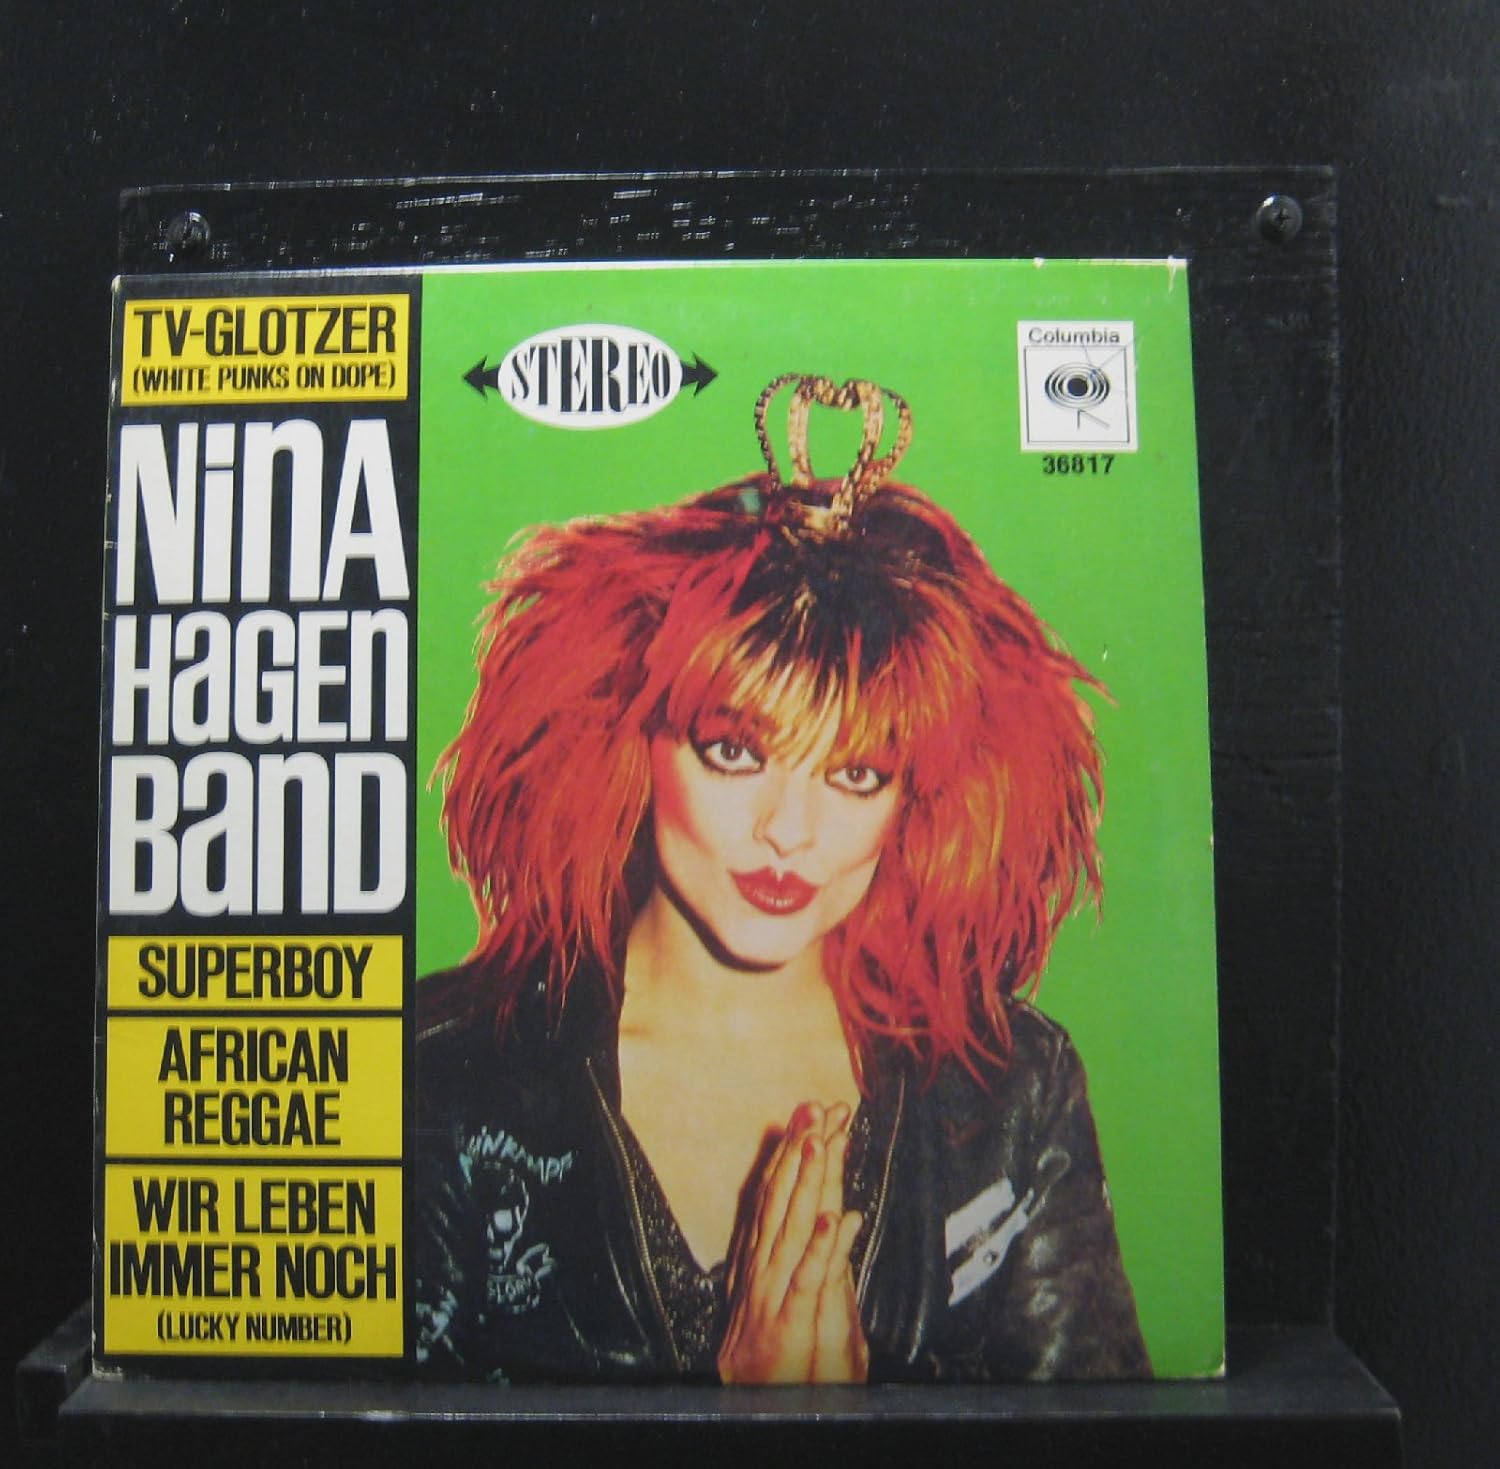 TV-GLOTZER
(WHITE PUNKS ON DOPE)
NinA
HaGEn
Band
SUPERBOY
AFRICAN
REGGAE
WIR LEBEN
IMMER NOCH
(LUCKY NUMBER)
STEREO
Columbia
36817